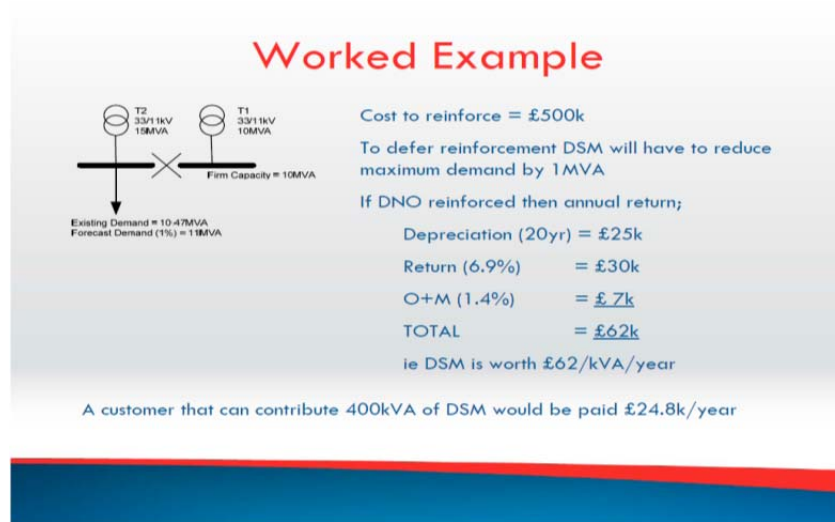 Worked Example
T2
33/11kV
15MVA
T1
33/11kV
10MVA
Firm Capacity = 10MVA
Existing Demand = 10·47MVA
Forecast Demand (1%) = 11MVA
Cost to reinforce = £500k
To defer reinforcement DSM will have to reduce
maximum demand by 1MVA
If DNO reinforced then annual return;
Depreciation (20yr) = £25k
Return (6.9%) = £30k
O+M (1.4%) = £ 7k
TOTAL = £62k
ie DSM is worth £62/kVA/year
A customer that can contribute 400kVA of DSM would be paid £24.8k/year